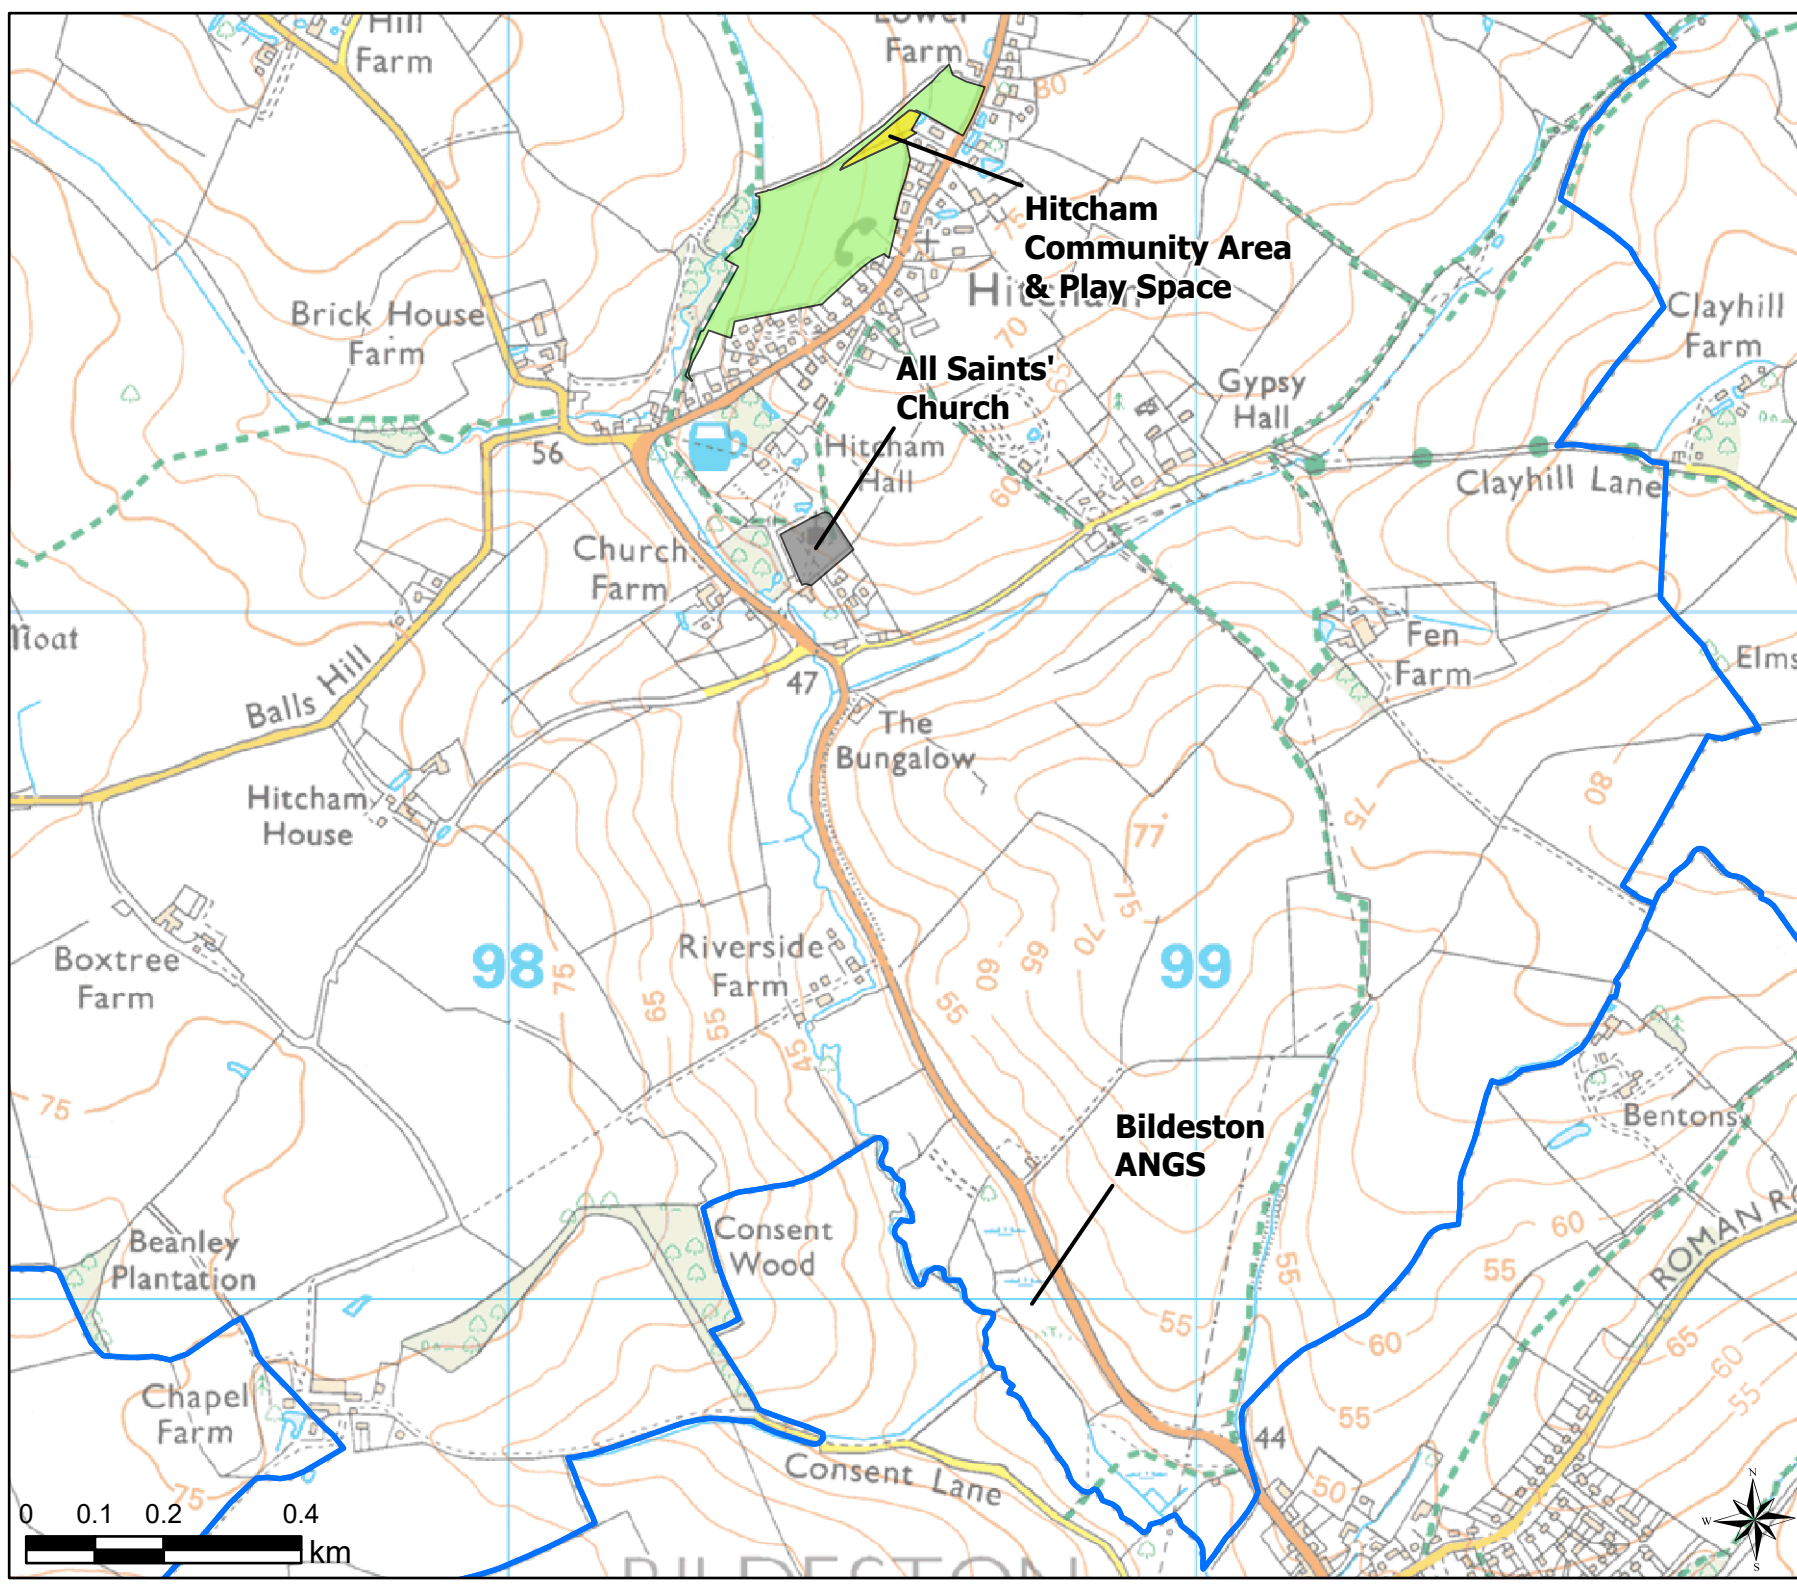 Hill
Farm
Lower
Farm
80
Hitcham
Community Area
& Play Space
75
Hitcham
70
Brick House
Farm
All Saints'
Church
65
Clayhill
Farm
Gypsy
Hall
56
Hitcham
Hall
60
Clayhill Lane
Church
Farm
Moat
Fen
Farm
Elms
Balls Hill
47
The
Bungalow
Hitcham
House
77
75
80
75
Boxtree
Farm
98
75
65
55
45
Riverside
Farm
55
60
65
70
99
75
Bentons
Bildeston
ANGS
Beanley
Plantation
Consent
Wood
55
60
55
ROMAN RO
55
60
65
60
55
55
Chapel
Farm
44
Consent Lane
50
75
0 0.1 0.2 0.4
km
BILDESTON
N
W
S